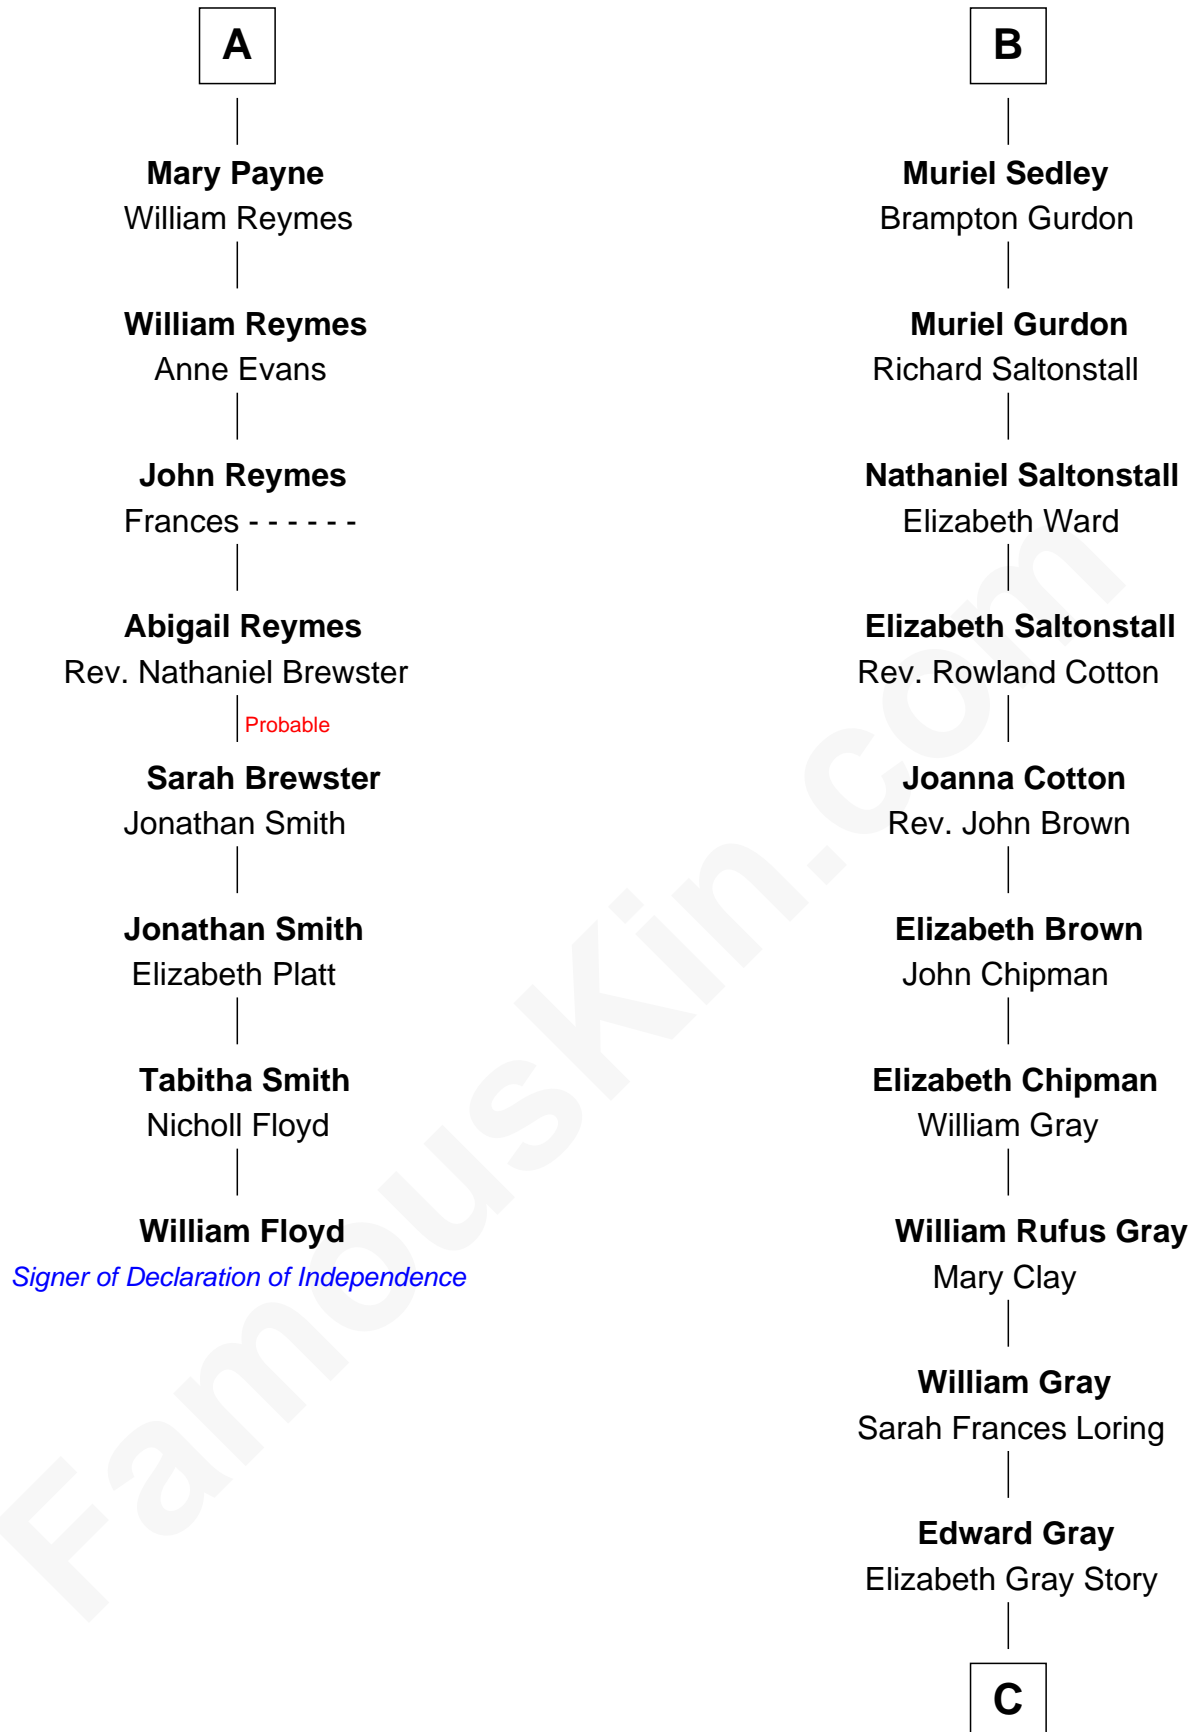 A
Mary Payne
William Reymes
William Reymes
Anne Evans
John Reymes
Frances - - - - - -
Abigail Reymes
Rev. Nathaniel Brewster
Probable
Sarah Brewster
Jonathan Smith
Jonathan Smith
Elizabeth Platt
Tabitha Smith
Nicholl Floyd
William Floyd
Signer of Declaration of Independence
B
Muriel Sedley
Brampton Gurdon
Muriel Gurdon
Richard Saltonstall
Nathaniel Saltonstall
Elizabeth Ward
Elizabeth Saltonstall
Rev. Rowland Cotton
Joanna Cotton
Rev. John Brown
Elizabeth Brown
John Chipman
Elizabeth Chipman
William Gray
William Rufus Gray
Mary Clay
William Gray
Sarah Frances Loring
Edward Gray
Elizabeth Gray Story
C
FamousKin.com